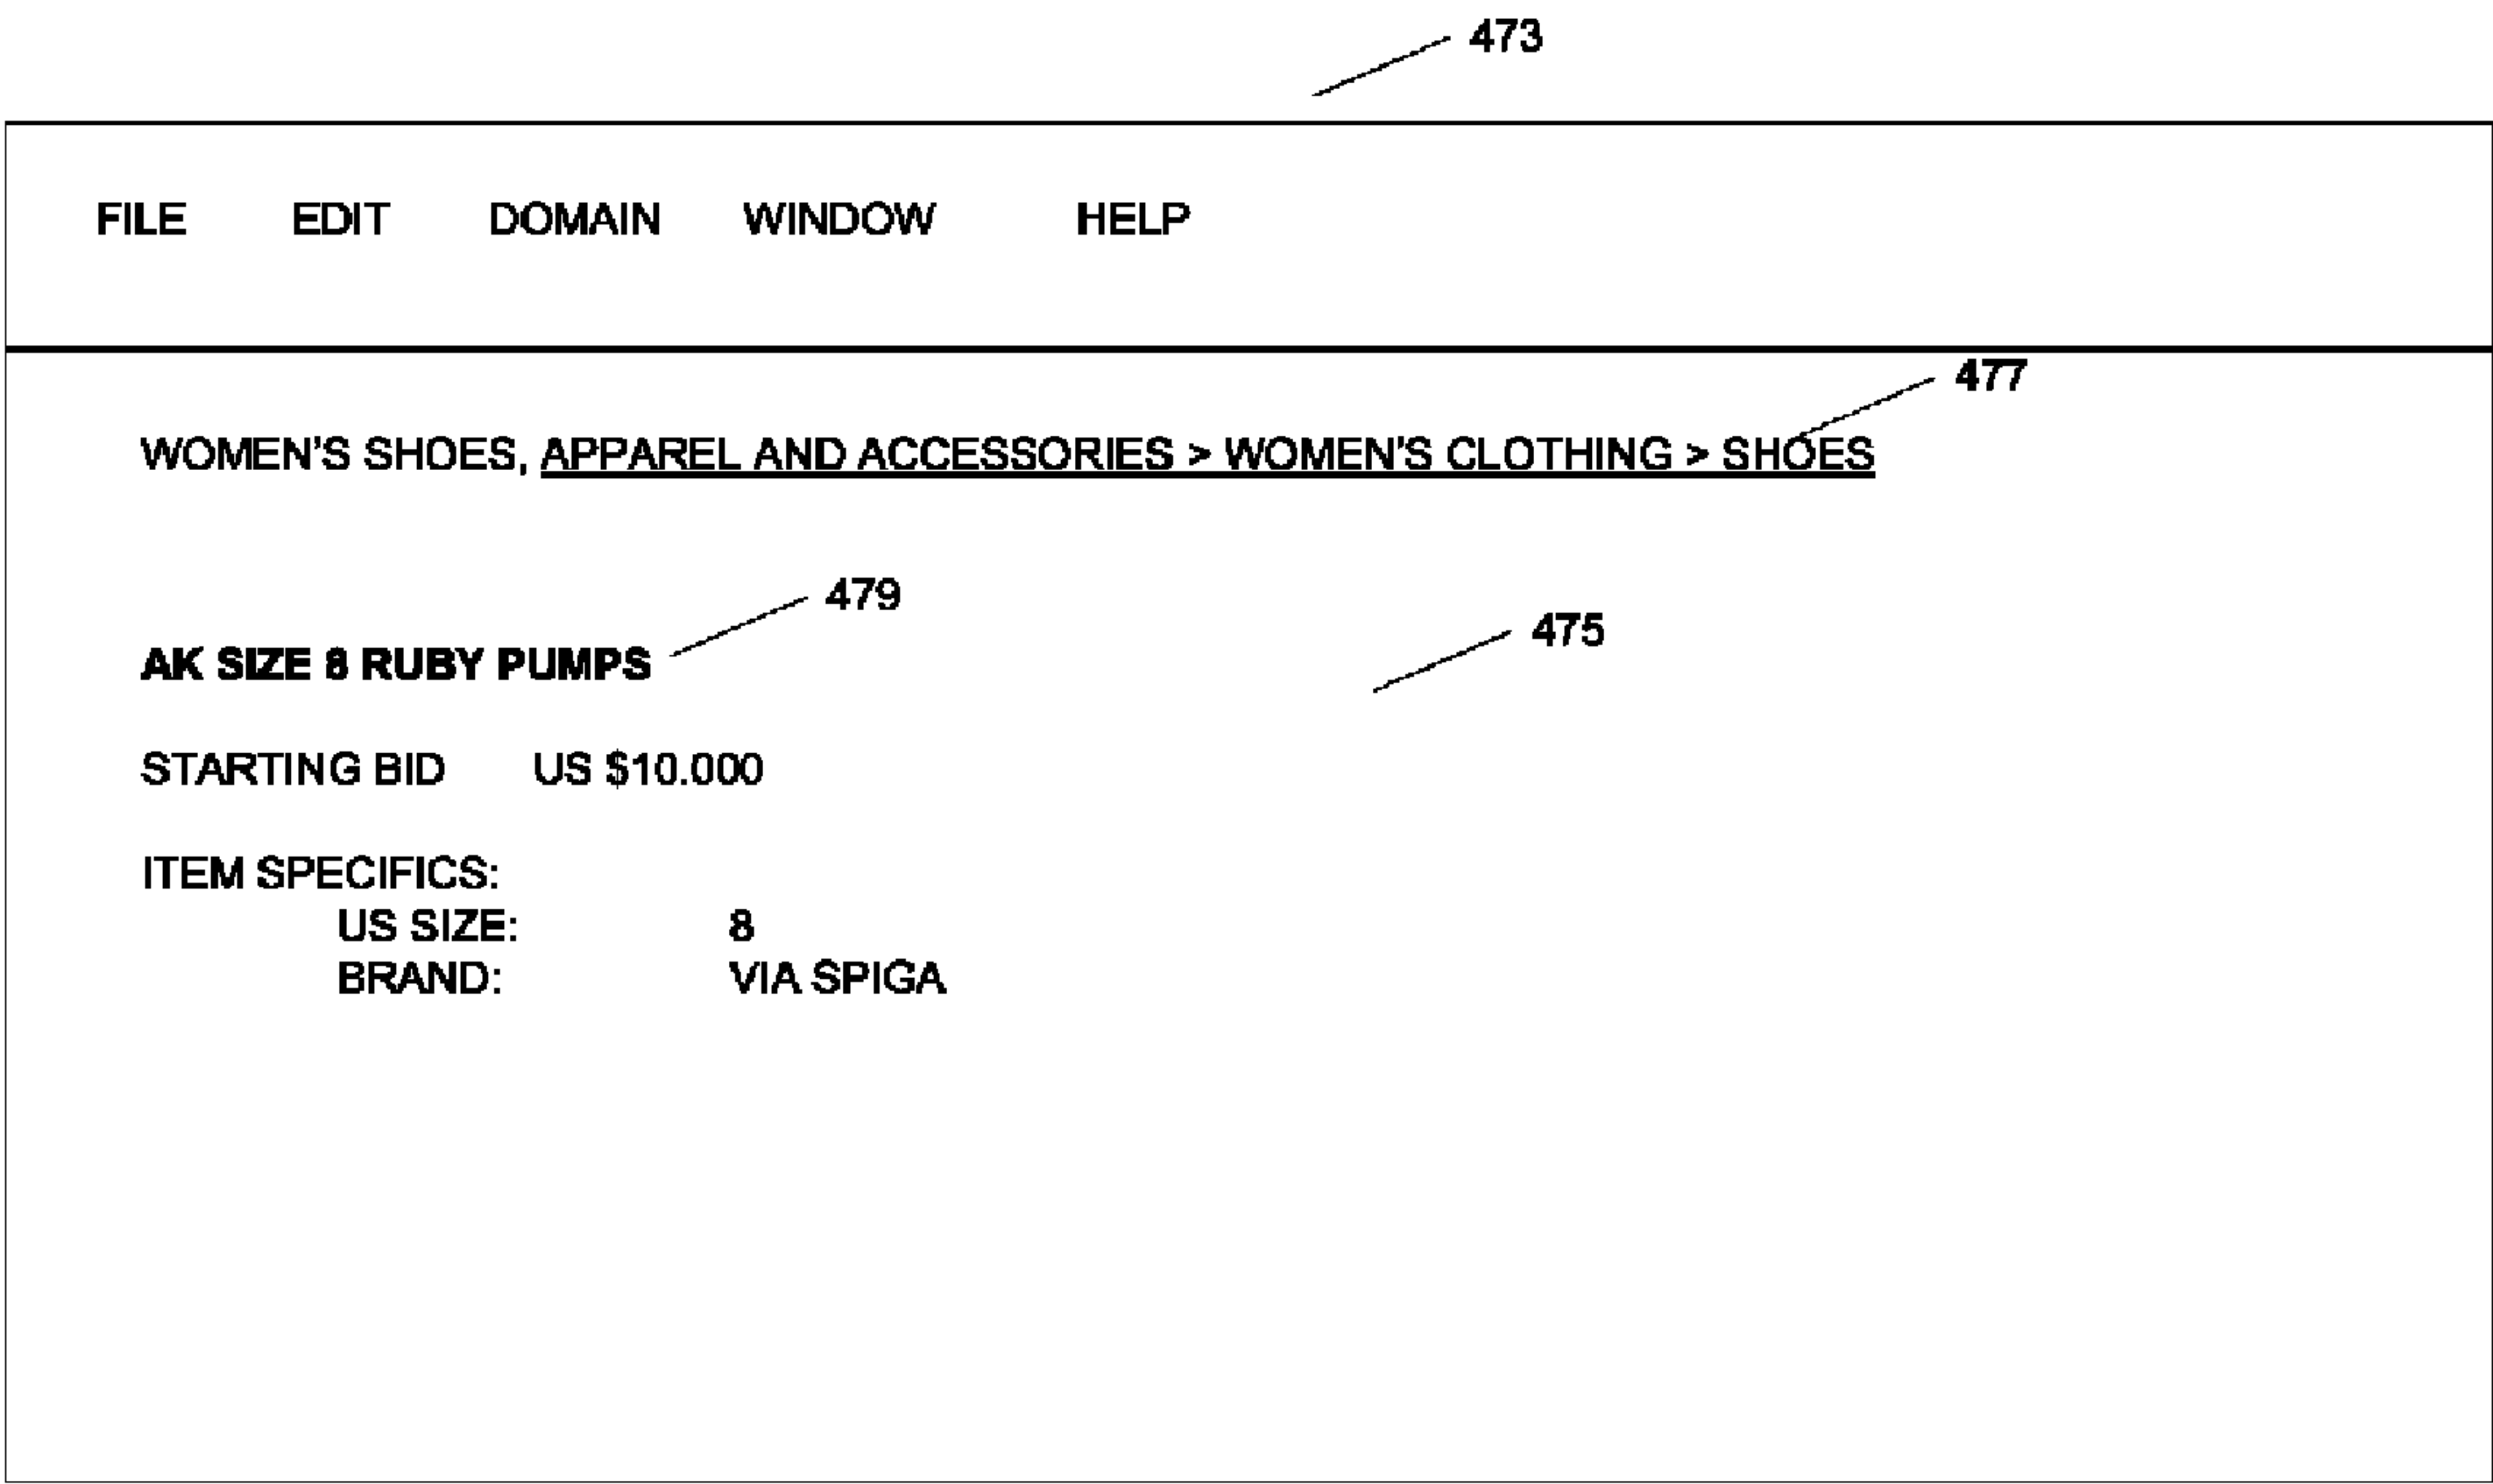 473
FILE EDIT DOMAIN WINDOW HELP
477
WOMEN'S SHOES, APPAREL AND ACCESSORIES > WOMEN'S CLOTHING > SHOES
479
475
AK SIZE 8 RUBY PUMPS
STARTING BID US $10.000
ITEM SPECIFICS:
US SIZE: 8
BRAND: VIA SPIGA